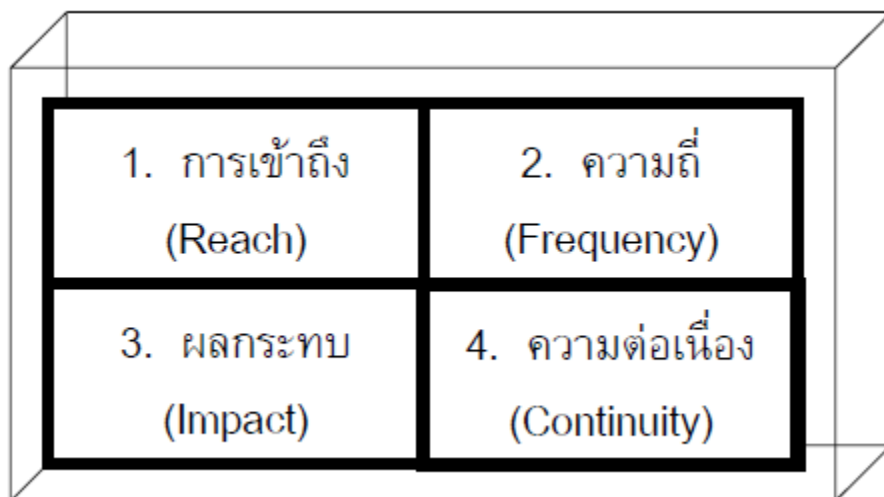 1. การเข้าถึง
(Reach)
2. ความถี่
(Frequency)
3. ผลกระทบ
(Impact)
4. ความต่อเนื่อง
(Continuity)